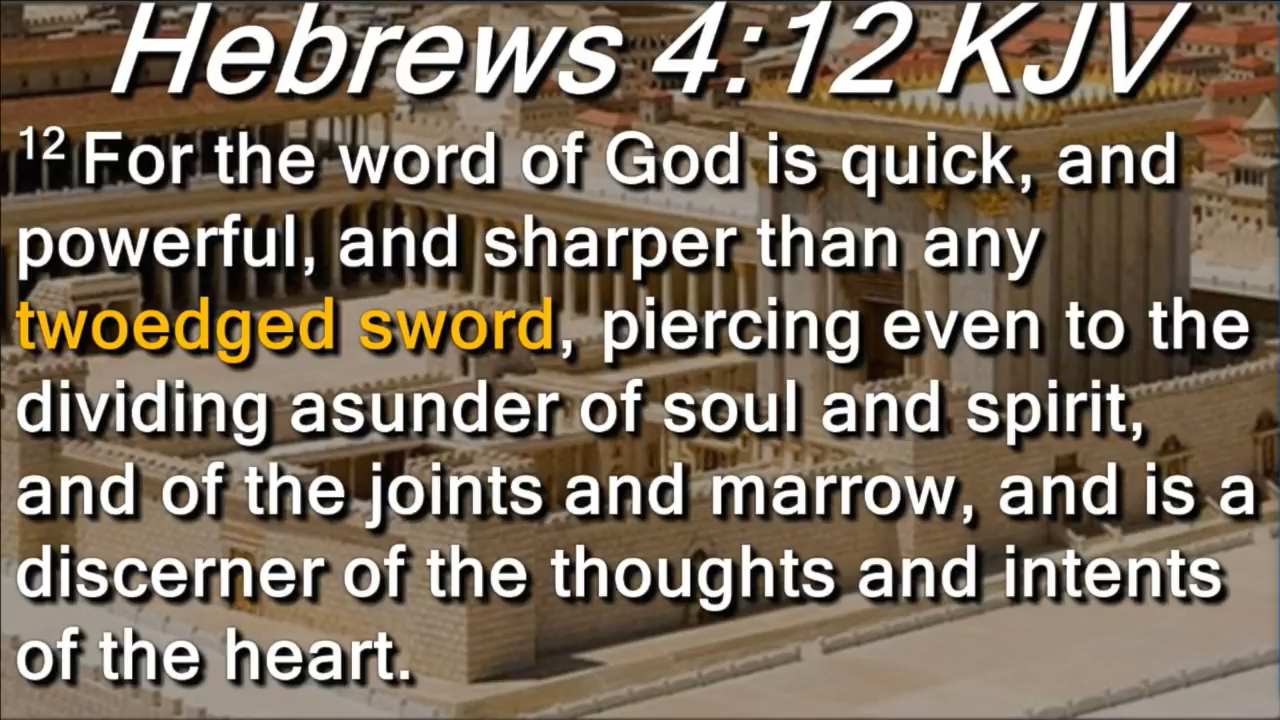 Hebrews 4:12 KJV
12 For the word of God is quick, and
powerful, and sharper than any
twoedged sword, piercing even to the
dividing asunder of soul and spirit,
and of the joints and marrow, and is a
discerner of the thoughts and intents
of the heart.